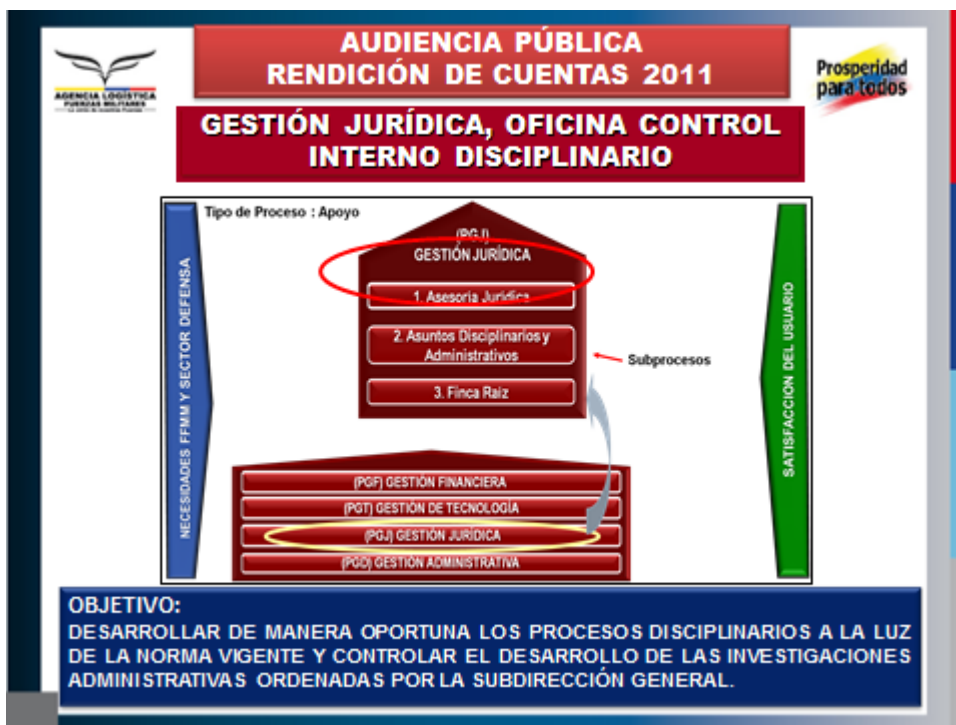 AUDIENCIA PÚBLICA
RENDICIÓN DE CUENTAS 2011
AGENCIA LOGÍSTICA
FUERZAS MILITARES
Prosperidad
para todos
GESTIÓN JURÍDICA, OFICINA CONTROL
INTERNO DISCIPLINARIO
NECESIDADES FFMM Y SECTOR DEFENSA
Tipo de Proceso : Apoyo
(PGJ)
GESTIÓN JURÍDICA
1. Asesoria Juridica
2. Asuntos Disciplinarios y
Administrativos
3. Finca Raiz
Subprocesos
SATISFACCION DEL USUARIO
(PGF) GESTIÓN FINANCIERA
(PGT) GESTIÓN DE TECNOLOGÍA
(PGJ) GESTIÓN JURÍDICA
(PGD) GESTIÓN ADMINISTRATIVA
OBJETIVO:
DESARROLLAR DE MANERA OPORTUNA LOS PROCESOS DISCIPLINARIOS A LA LUZ
DE LA NORMA VIGENTE Y CONTROLAR EL DESARROLLO DE LAS INVESTIGACIONES
ADMINISTRATIVAS ORDENADAS POR LA SUBDIRECCIÓN GENERAL.